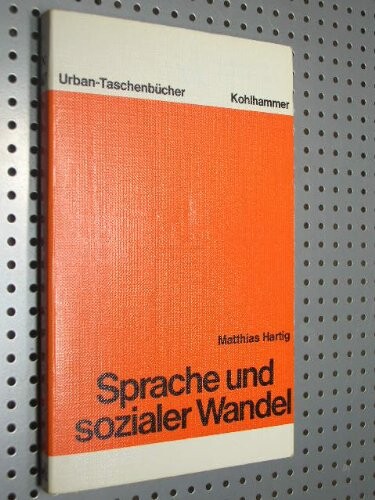 Urban-Taschenbücher Kohlhammer
Matthias Hartig
Sprache und
sozialer Wandel